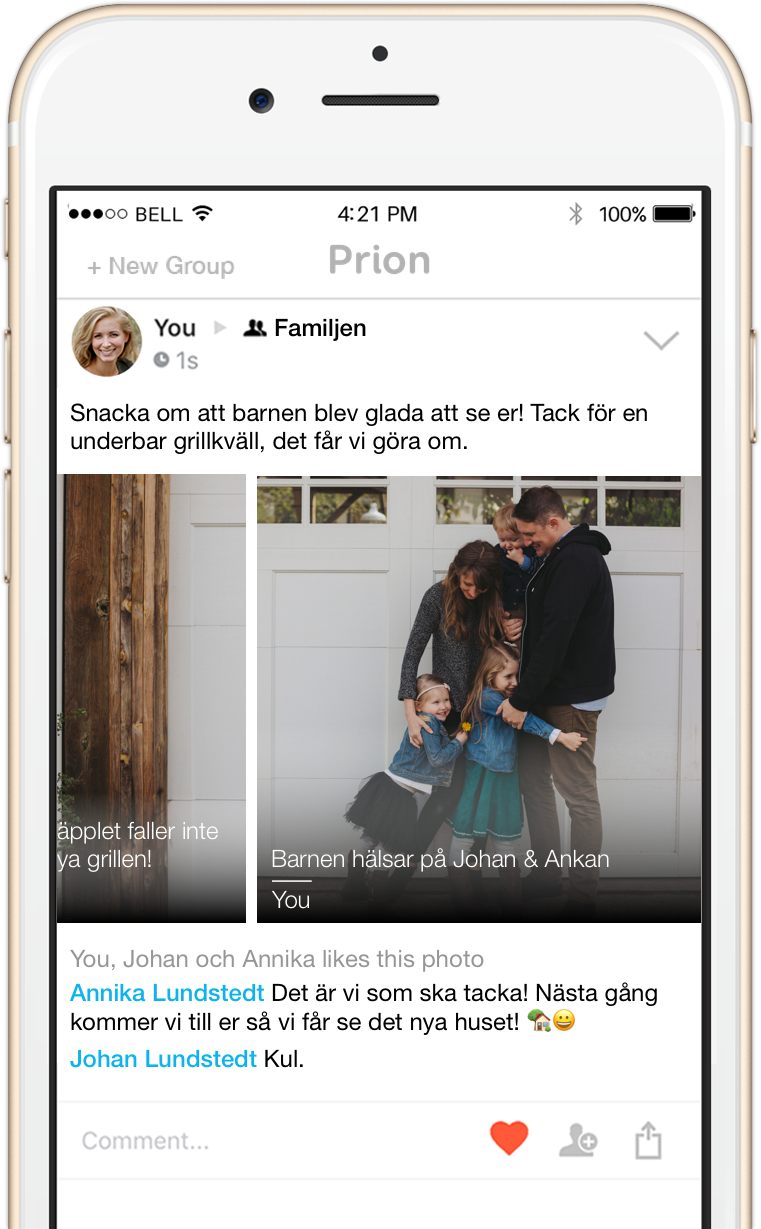 BELL 4:21 PM 100%
+ New Group Prion
You Familjen
1s
Snacka om att barnen blev glada att se er! Tack för en
underbar grillkväll, det får vi göra om.
äpplet faller inte
ya grillen!
Barnen hälsar på Johan & Ankan
You
You, Johan och Annika likes this photo
Annika Lundstedt Det är vi som ska tacka! Nästa gång
kommer vi till er så vi får se det nya huset! 🏡😀
Johan Lundstedt Kul.
Comment...